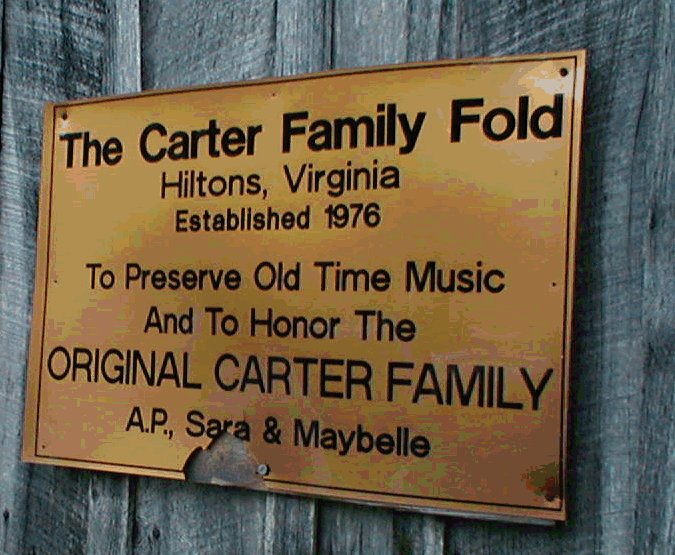 The Carter Family Fold
Hiltons, Virginia
Established 1976
To Preserve Old Time Music
And To Honor The
ORIGINAL CARTER FAMILY
A.P., Sara & Maybelle